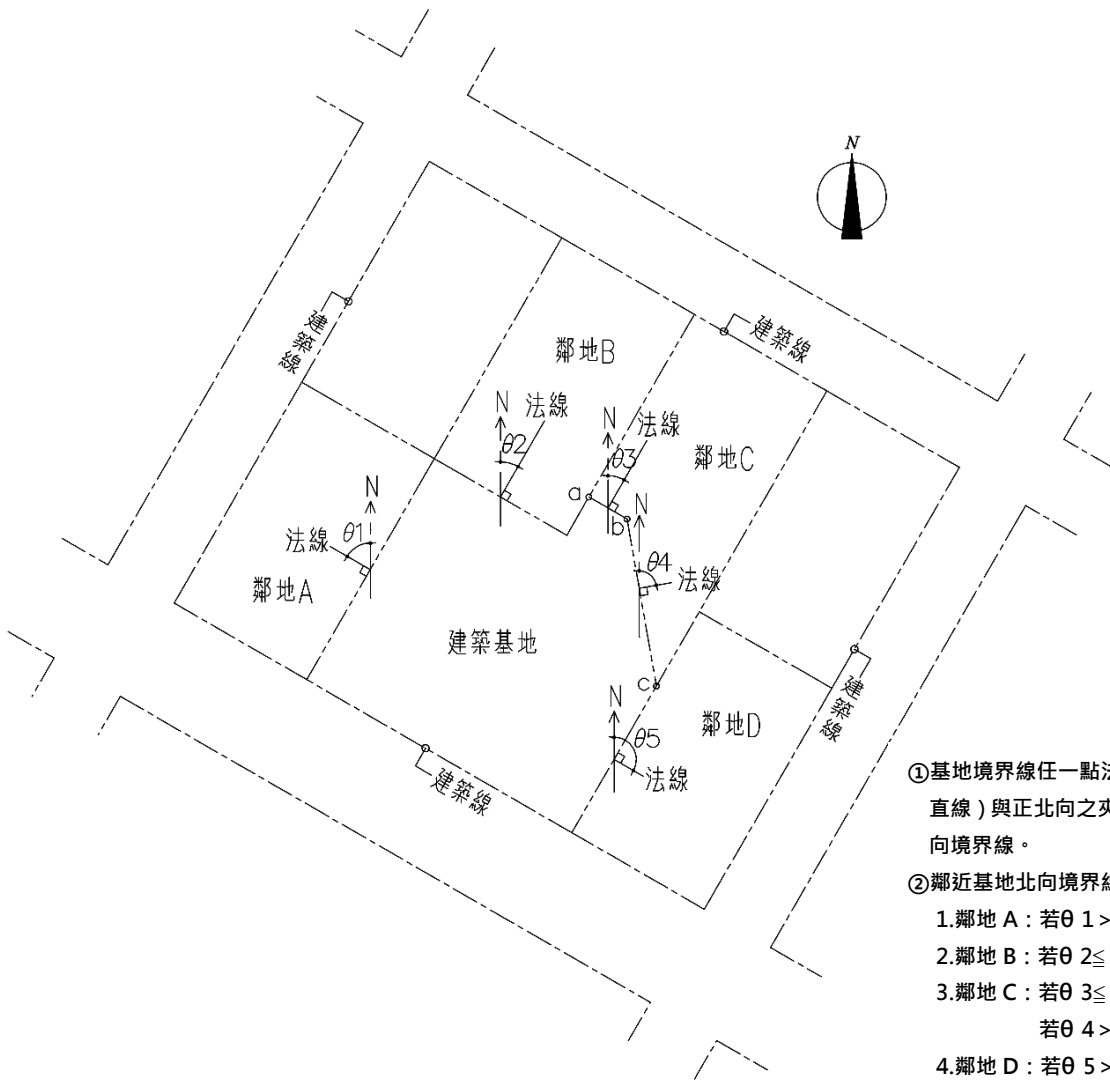 N
建築線
建築線
鄰地B
N
法線
N
法線
θ2
θ3
鄰地C
N
a
b
N
θ1
法線
θ4
法線
鄰地A
建築基地
c
N
鄰地D
建築線
θ5
法線
建築線
①基地境界線任一點法
直線）與正北向之夾
向境界線。
②鄰近基地北向境界線
1.鄰地 A：若θ 1＞
2.鄰地 B：若θ 2≦
3.鄰地 C：若θ 3≦
若θ 4＞
4.鄰地 D：若θ 5＞